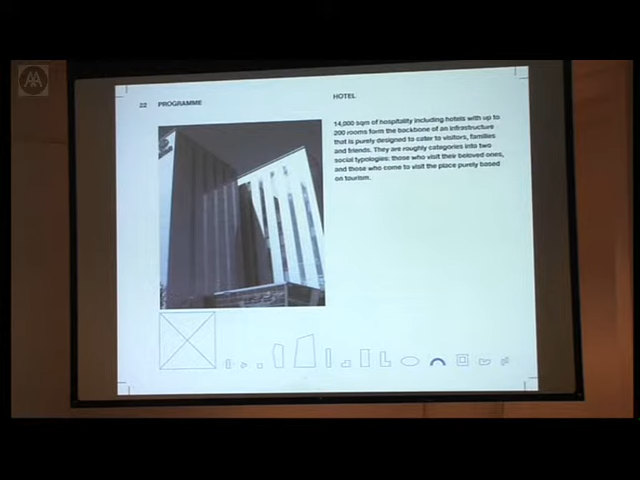 AA
22 PROGRAMME
HOTEL
14,000 sqm of hospitality including hotels with up to
200 rooms form the backbone of an infrastructure
that is purely designed to cater to visitors, families
and friends. They are roughly categories into two
social typologies: those who visit their beloved ones,
and those who come to visit the place purely based
on tourism.